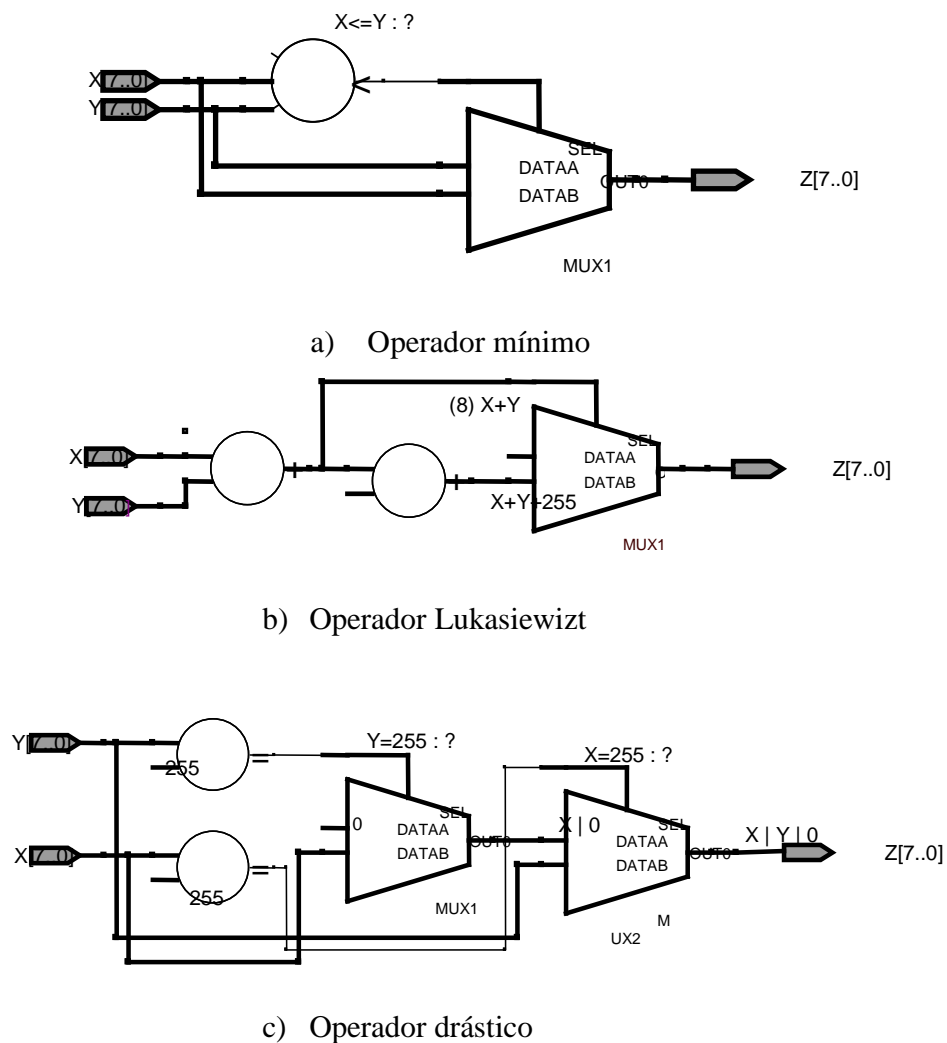 X<=Y : ?
X[7..0]
Y[7..0]
SEL
DATAA
OUT0
DATAB
Z[7..0]
MUX1
a) Operador mínimo
(8) X+Y
SEL
X[7..0]
DATAA
Z[7..0]
DATAB
Y[7..0]
X+Y+255
MUX1
b) Operador Lukasiewizt
Y[7..0]
Y=255 : ?
X=255 : ?
=
255
SEL
SEL
0
X | 0
X | Y | 0
DATAA
OUT0
DATAA
X[7..0]
DATAB
DATAB
OUT0
Z[7..0]
=
255
MUX1
M
UX2
c) Operador drástico